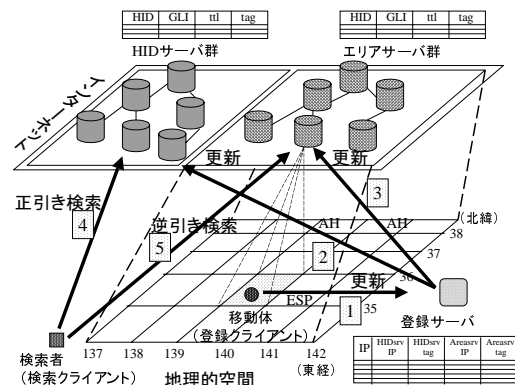 HID GLI ttl tag
HID GLI ttl tag
HIDサーバ群
エリアサーバ群
インターネット
更新
更新
正引き検索
4
逆引き検索
5
3
AH
AH
(北緯)
38
2
37
36
更新
ESP
1
35
移動体
(登録クライアント)
登録サーバ
検索者
(検索クライアント)
137
138
139
140
141
142
(東経)
地理的空間
IP HIDsrv IP HIDsrv tag Areasrv IP Areasrv tag